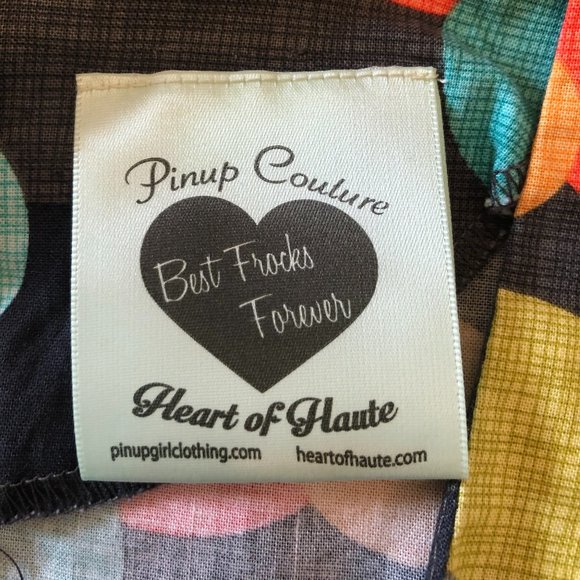 Pinup Couture
Best Frocks
Forever
Heart of Haute
pinupgirlclothing.com heartofhaute.com